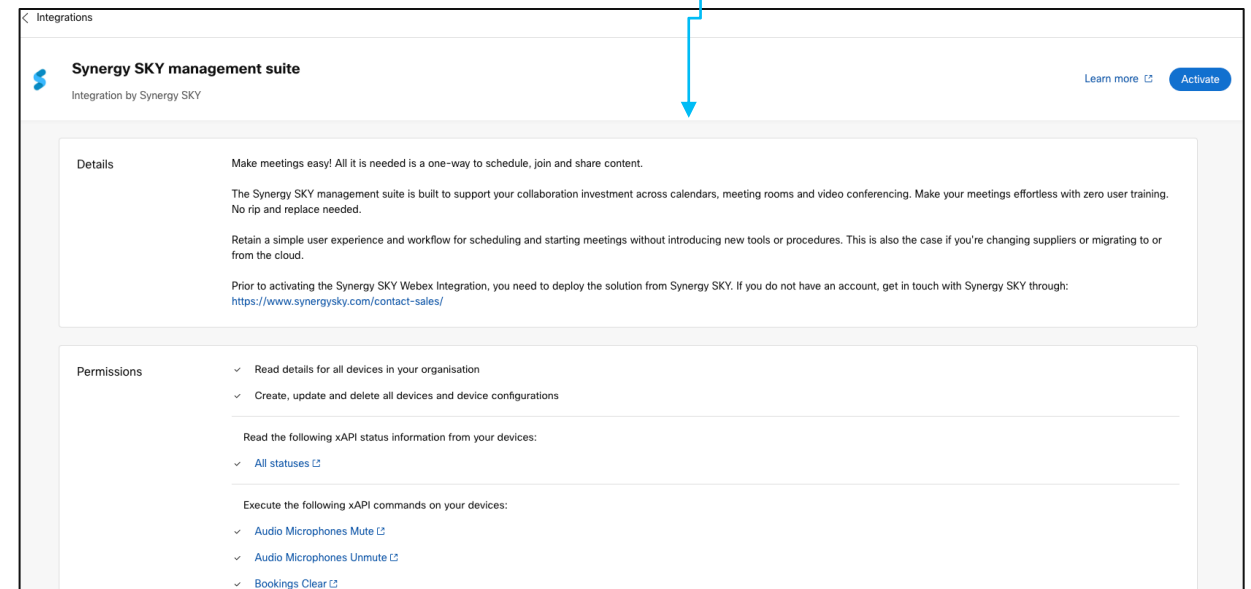 Integrations
Synergy SKY management suite
Integration by Synergy SKY
Learn more
Activate
Details
Make meetings easy! All it is needed is a one-way to schedule, join and share content.
The Synergy SKY management suite is built to support your collaboration investment across calendars, meeting rooms and video conferencing. Make your meetings effortless with zero user training.
No rip and replace needed.
Retain a simple user experience and workflow for scheduling and starting meetings without introducing new tools or procedures. This is also the case if you're changing suppliers or migrating to or
from the cloud.
Prior to activating the Synergy SKY Webex Integration, you need to deploy the solution from Synergy SKY. If you do not have an account, get in touch with Synergy SKY through:
https://www.synergysky.com/contact-sales/
Permissions
Read details for all devices in your organisation
Create, update and delete all devices and device configurations
Read the following xAPI status information from your devices:
All statuses
Execute the following xAPI commands on your devices:
Audio Microphones Mute
Audio Microphones Unmute
Bookings Clear